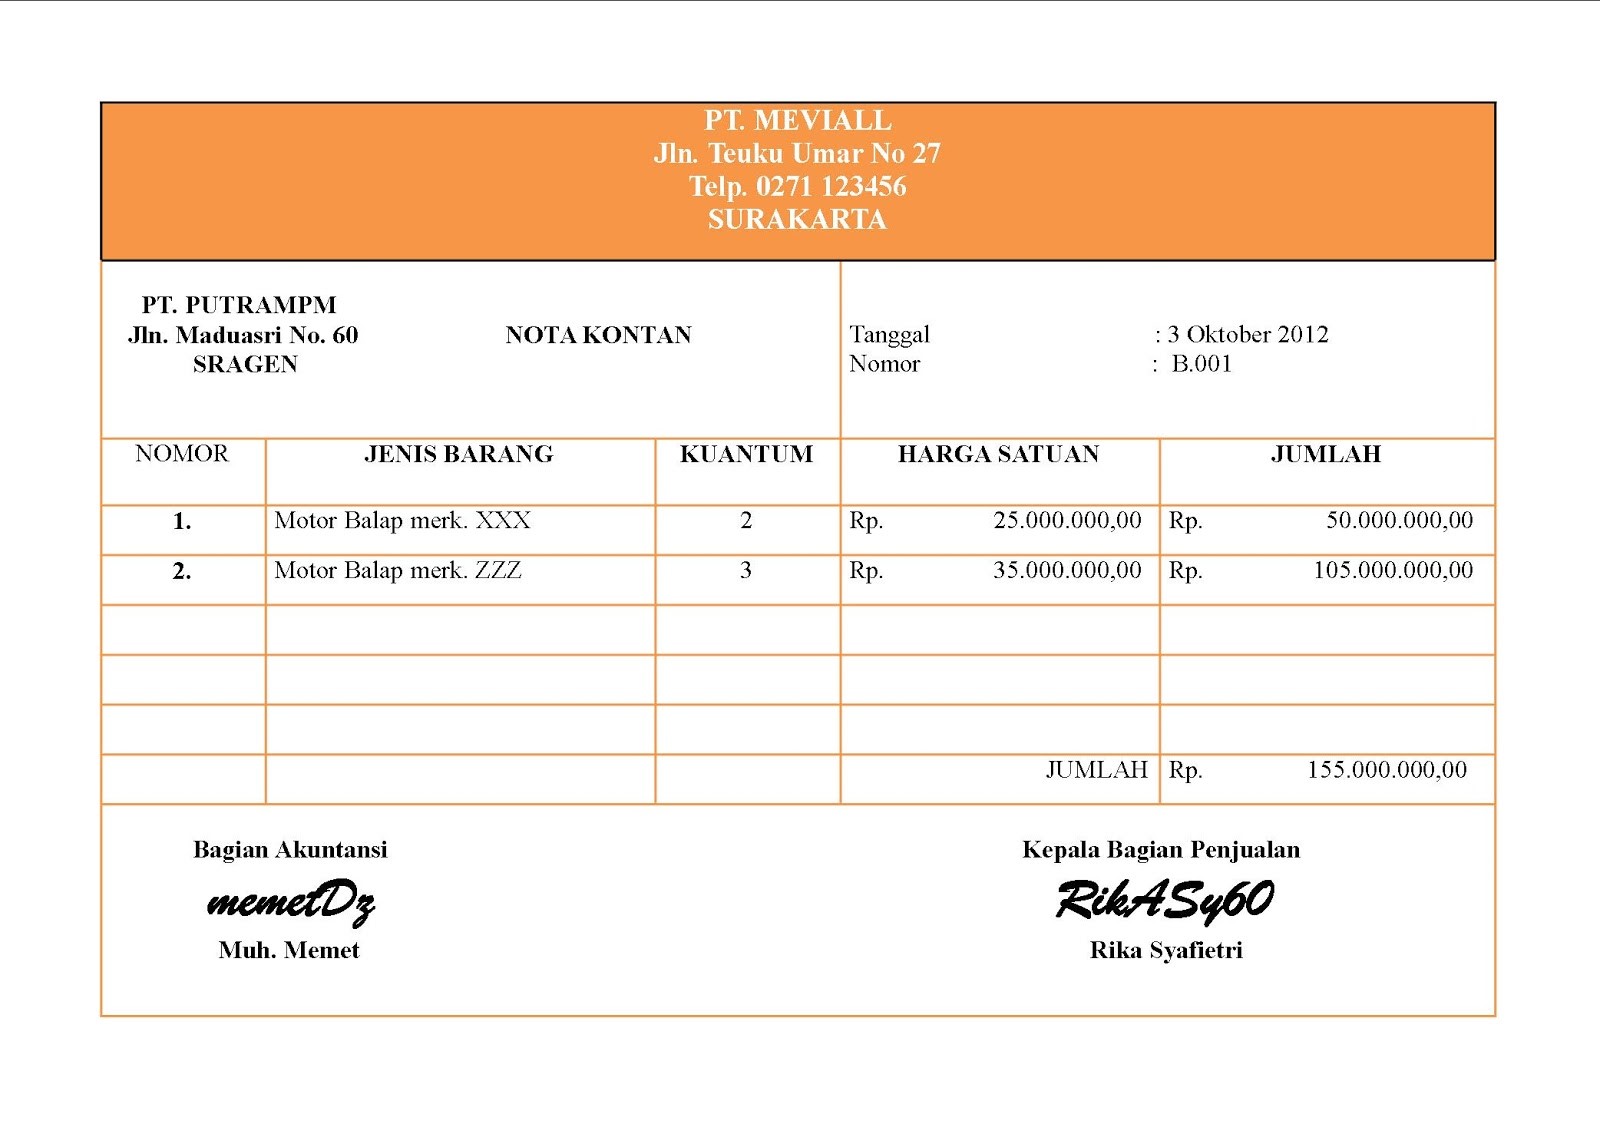 PT. MEVIALL
Jln. Teuku Umar No 27
Telp. 0271 123456
SURAKARTA
PT. PUTRAMPM
Jln. Maduasri No. 60 NOTA KONTAN Tanggal : 3 Oktober 2012
SRAGEN Nomor : B.001
NOMOR JENIS BARANG KUANTUM HARGA SATUAN JUMLAH
1. Motor Balap merk. XXX 2 Rp. 25.000.000,00 Rp. 50.000.000,00
2. Motor Balap merk. ZZZ 3 Rp. 35.000.000,00 Rp. 105.000.000,00
JUMLAH Rp. 155.000.000,00
Bagian Akuntansi Kepala Bagian Penjualan
memetDz RikASy60
Muh. Memet Rika Syafietri